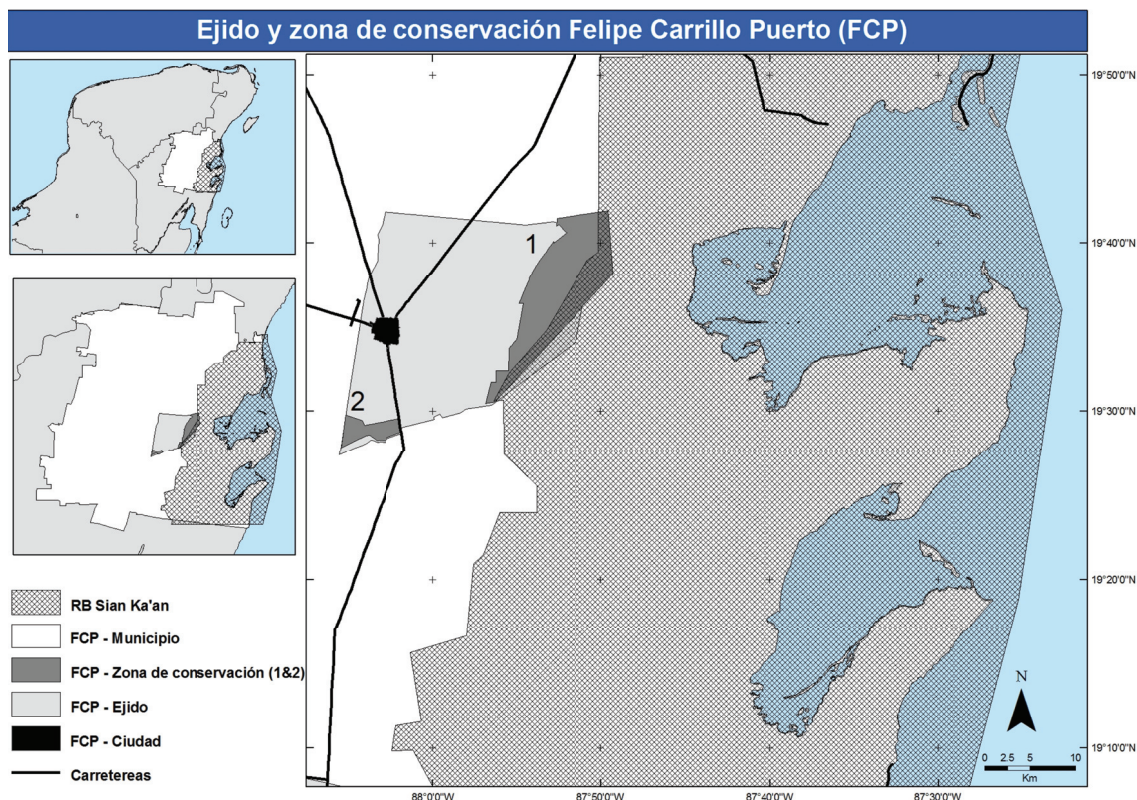 Ejido y zona de conservación Felipe Carrillo Puerto (FCP)
19°50'0"N
19°40'0"N
19°30'0"N
19°20'0"N
19°10'0"N
1
2
RB Sian Ka'an
FCP - Municipio
FCP - Zona de conservación (1&2)
FCP - Ejido
FCP - Ciudad
Carretereas
N
0 2.5 5 10
Km
88°0'0"W
87°50'0"W
87°40'0"W
87°30'0"W